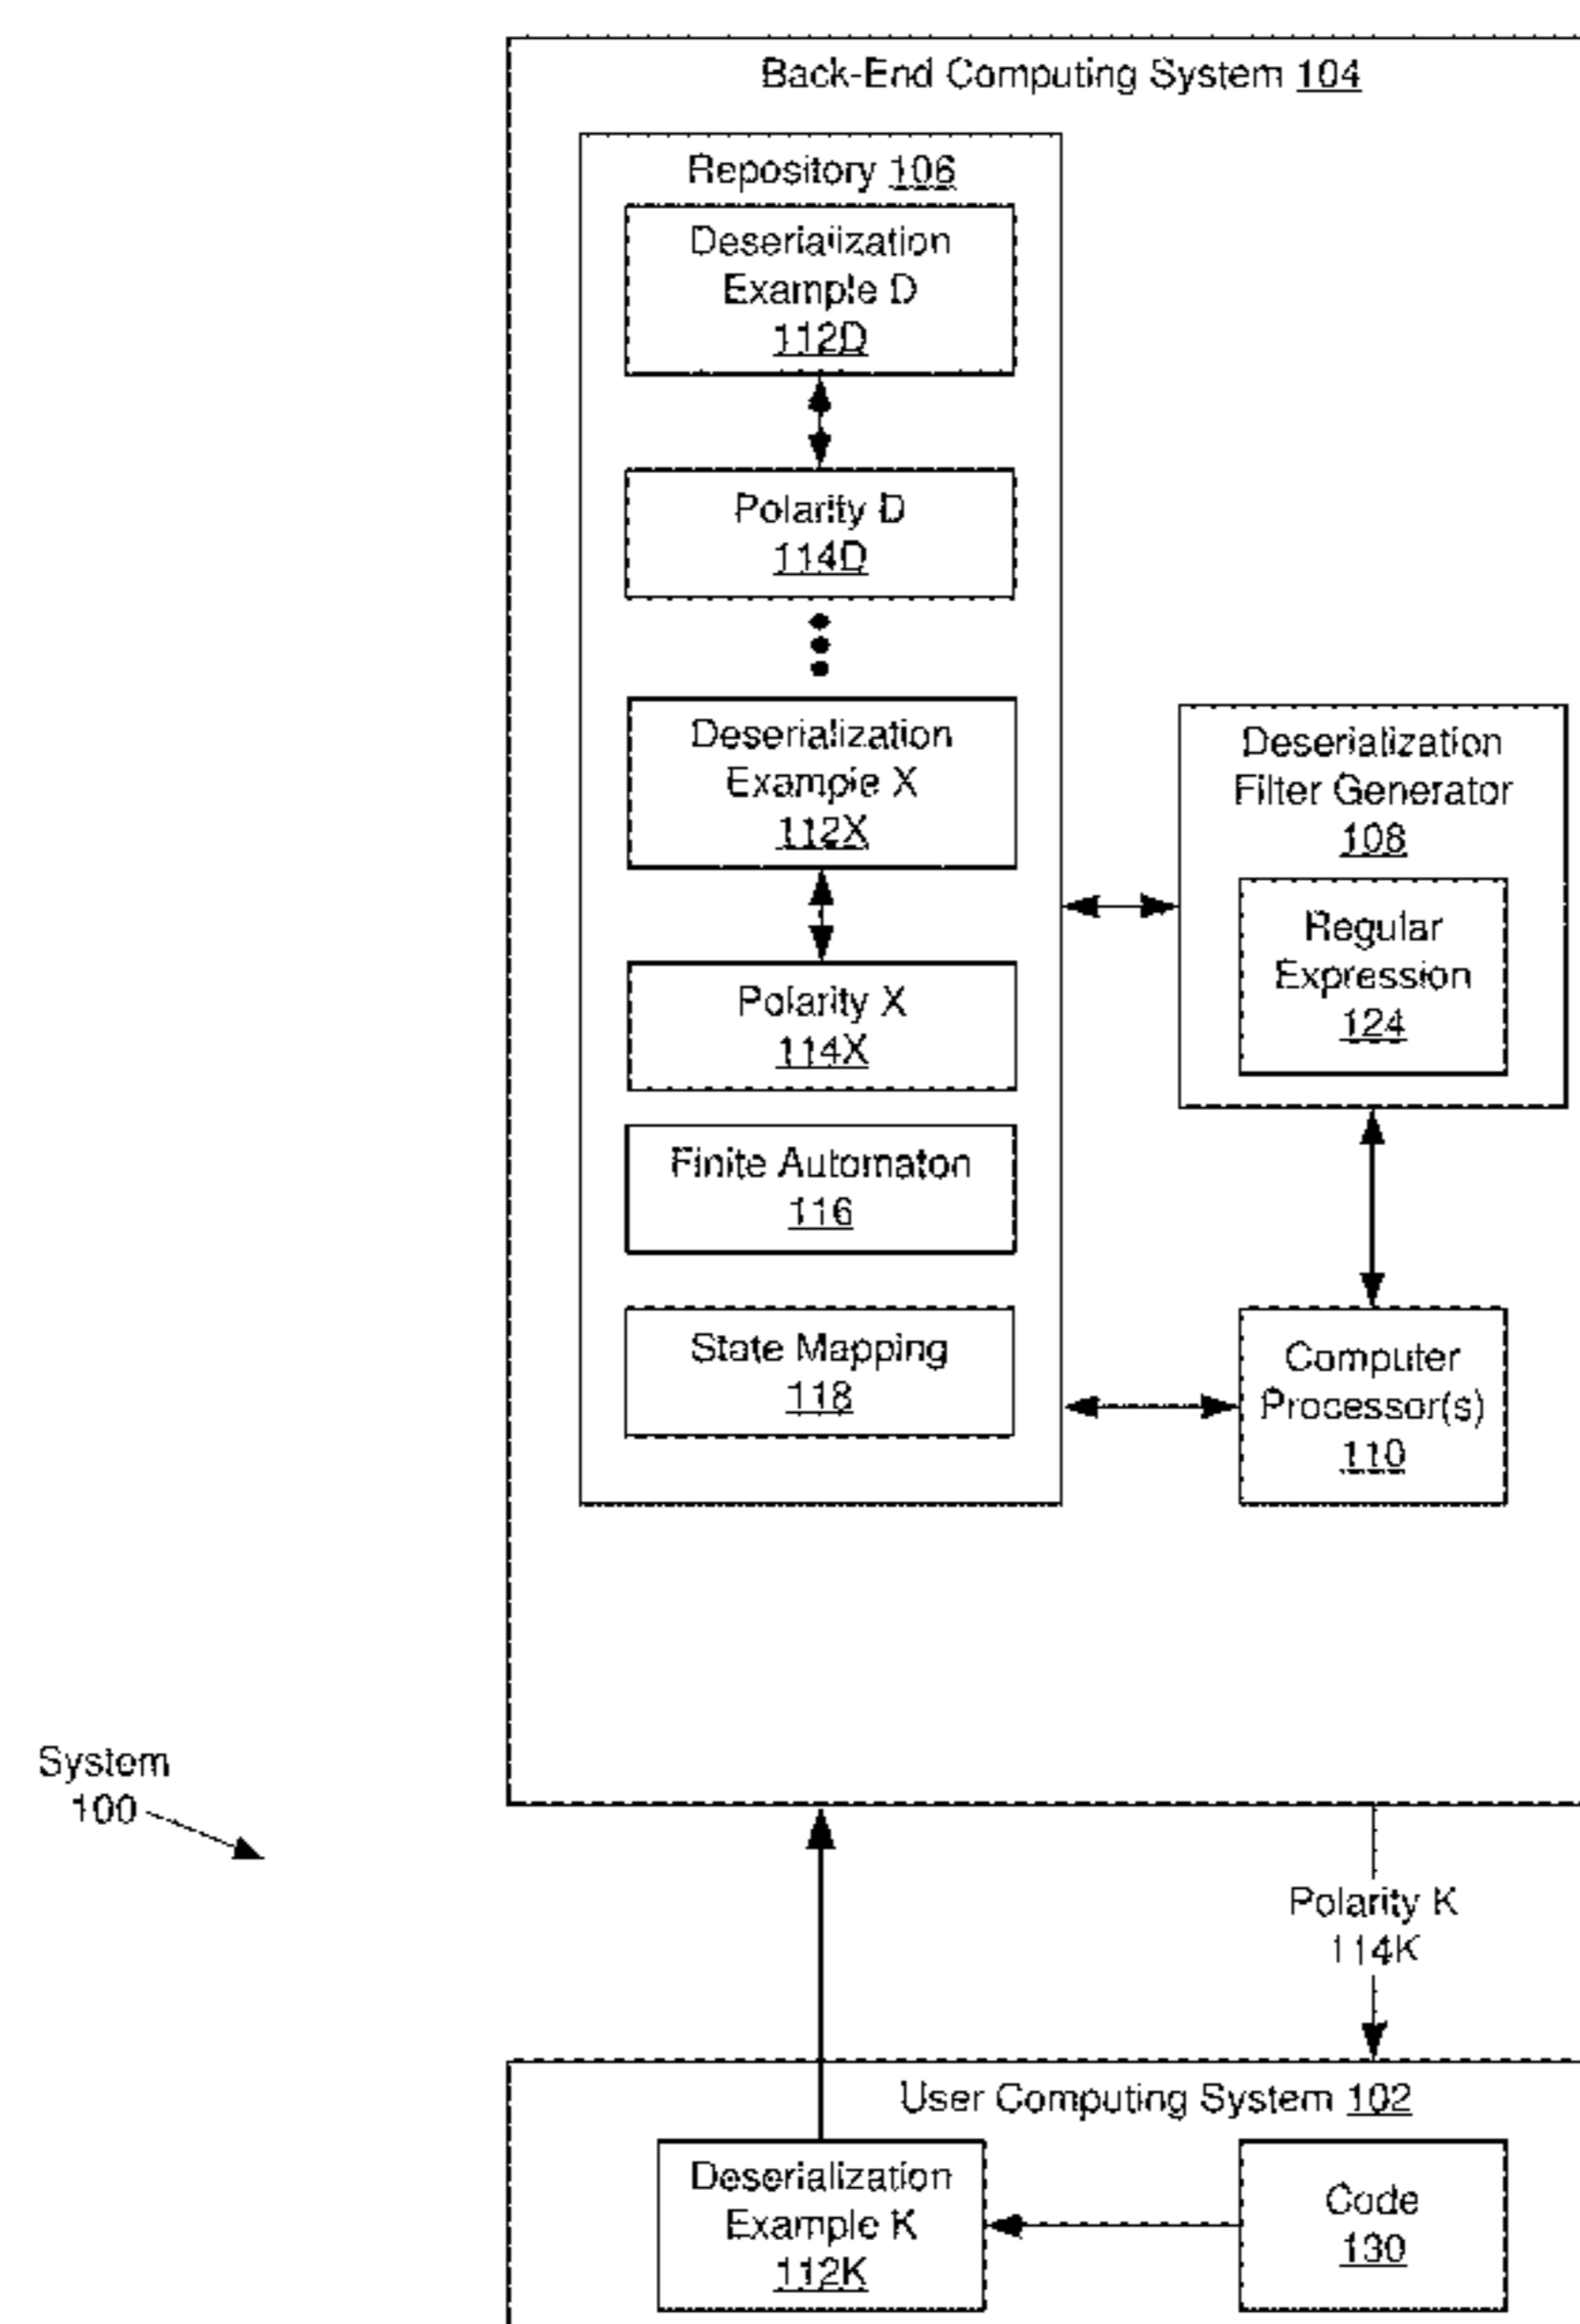 Back-End Computing System 104
Repository 106
Deserialization
Example D
112D
Polarity D
114D
Deserialization
Example X
112X
Polarity X
114X
Finite Automaton
116
State Mapping
118
Deserialization
Filter Generator
108
Regular
Expression
124
Computer
Processor(s)
110
System
100
Polarity K
114K
User Computing System 102
Deserialization
Example K
112K
Code
130